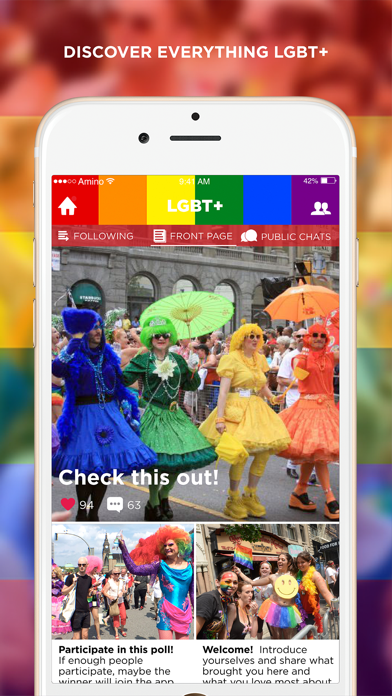 DISCOVER EVERYTHING LGBT+
Amino 9:41 AM 42%
LGBT+
FOLLOWING FRONT PAGE PUBLIC CHATS
STARBUCKS
Check this out!
94 63
Participate in this poll!
If enough people
participate, maybe the
winner will join the app
Welcome! Introduce
yourselves and share what
brought you here and
what you love most about